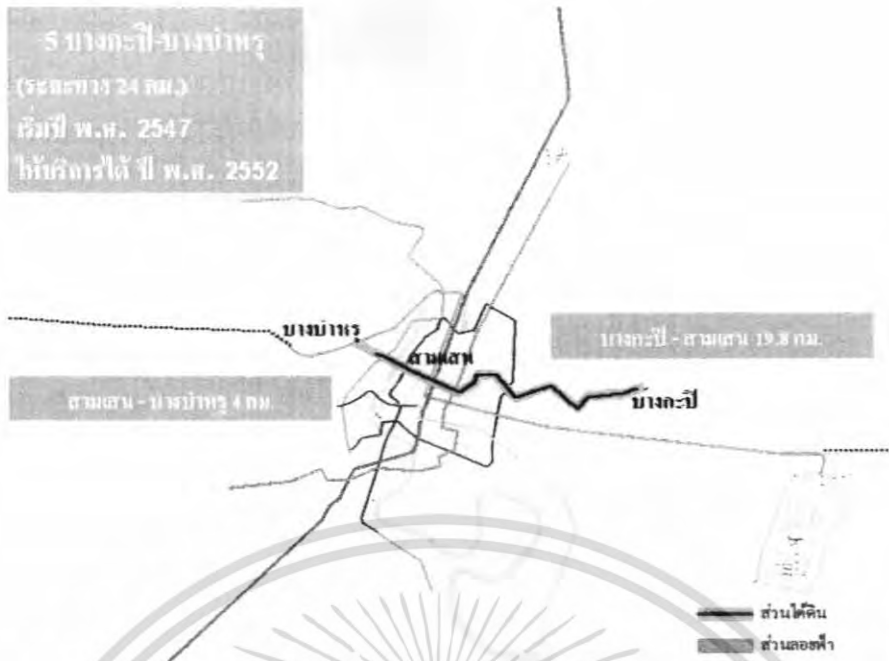 5 บางกะปิ-บางบำหรุ
(ระยะทาง 24 กม.)
เริ่มปี พ.ศ. 2547
ให้บริการได้ ปี พ.ศ. 2552
บางบำหรุ
สามเสน
บางกะปิ - สามเสน 19.8 กม.
สามเสน - บางบำหรุ 4 กม.
บางกะปิ
ส่วนใต้ดิน
ส่วนลอยฟ้า